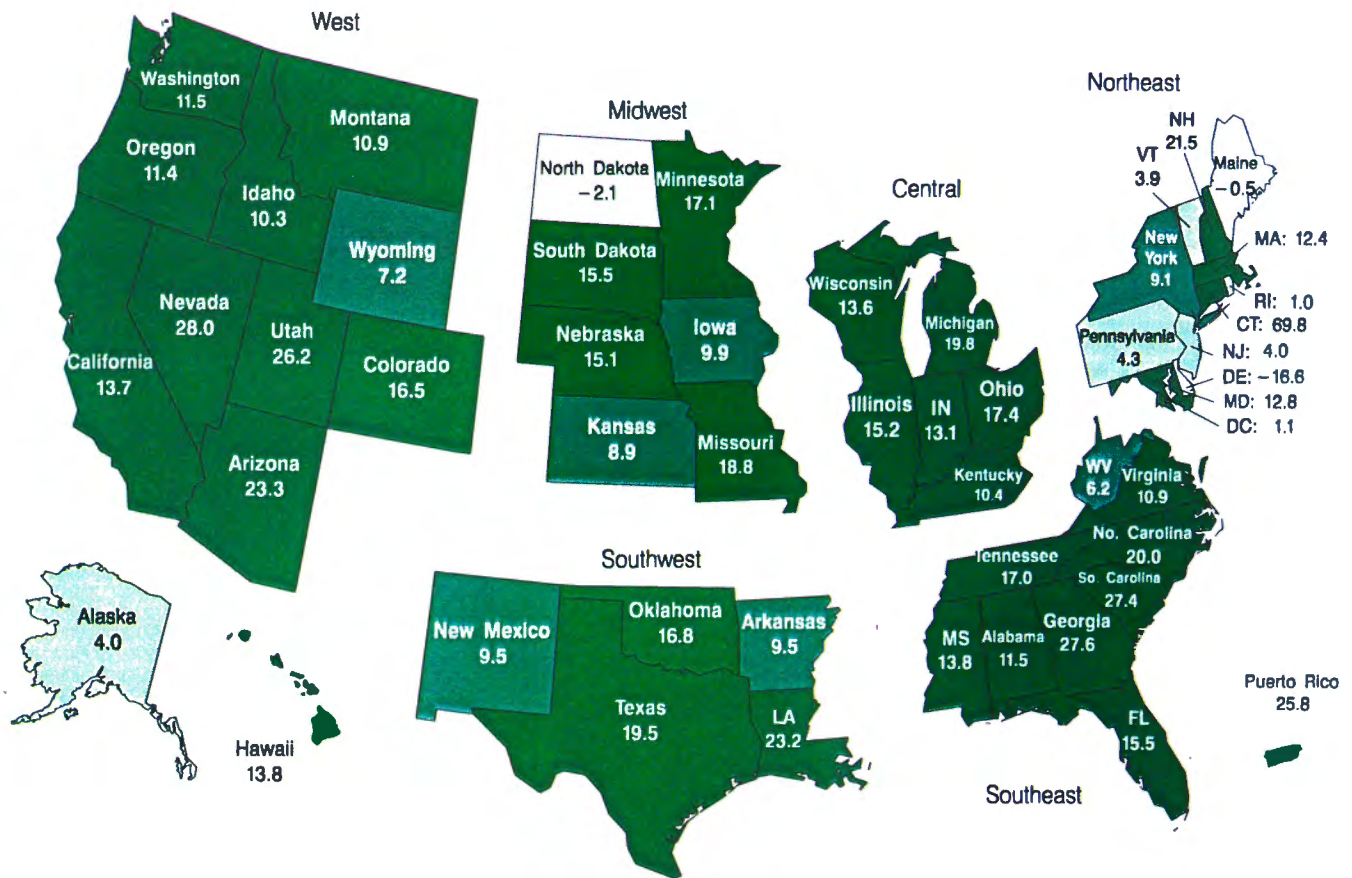 West
Washington
11.5
Montana
10.9
Oregon
11.4
Idaho
10.3
Wyoming
7.2
Nevada
28.0
Utah
26.2
California
13.7
Colorado
16.5
Arizona
23.3
Alaska
4.0
Hawaii
13.8
Midwest
North Dakota
−2.1
Minnesota
17.1
South Dakota
15.5
Nebraska
15.1
Iowa
9.9
Kansas
8.9
Missouri
18.8
Central
Wisconsin
13.6
Michigan
19.8
Illinois
15.2
IN
13.1
Ohio
17.4
Kentucky
10.4
Northeast
NH
21.5
VT
3.9
Maine
−0.5
New
York
9.1
MA: 12.4
RI: 1.0
CT: 69.8
Pennsylvania
4.3
NJ: 4.0
DE: −16.6
MD: 12.8
DC: 1.1
Southwest
New Mexico
9.5
Oklahoma
16.8
Arkansas
9.5
Texas
19.5
LA
23.2
WV
6.2
Virginia
10.9
No. Carolina
20.0
Tennessee
17.0
So. Carolina
27.4
Georgia
27.6
MS
13.8
Alabama
11.5
FL
15.5
Southeast
Puerto Rico
25.8